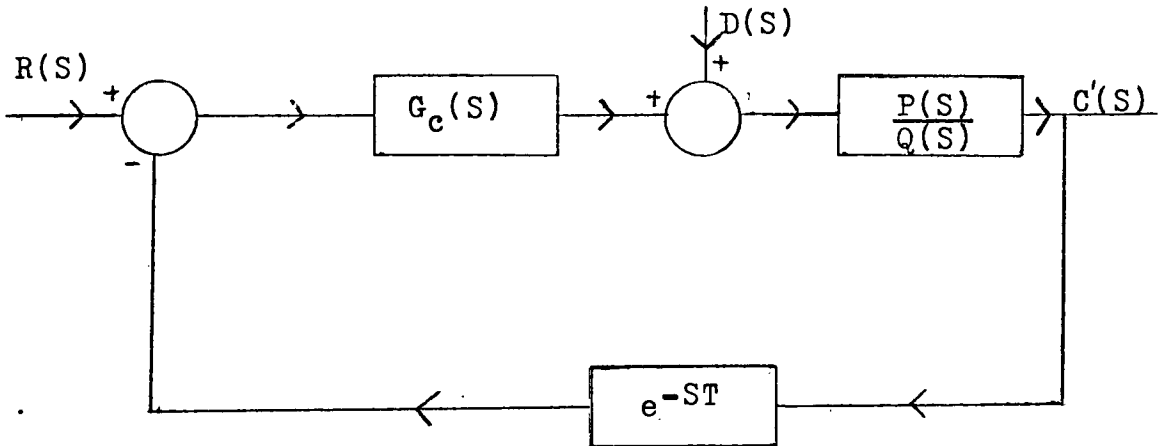 D(S)
R(S)
+
+
+
-
G_c(S)
P(S)
Q(S)
C'(S)
e^-ST